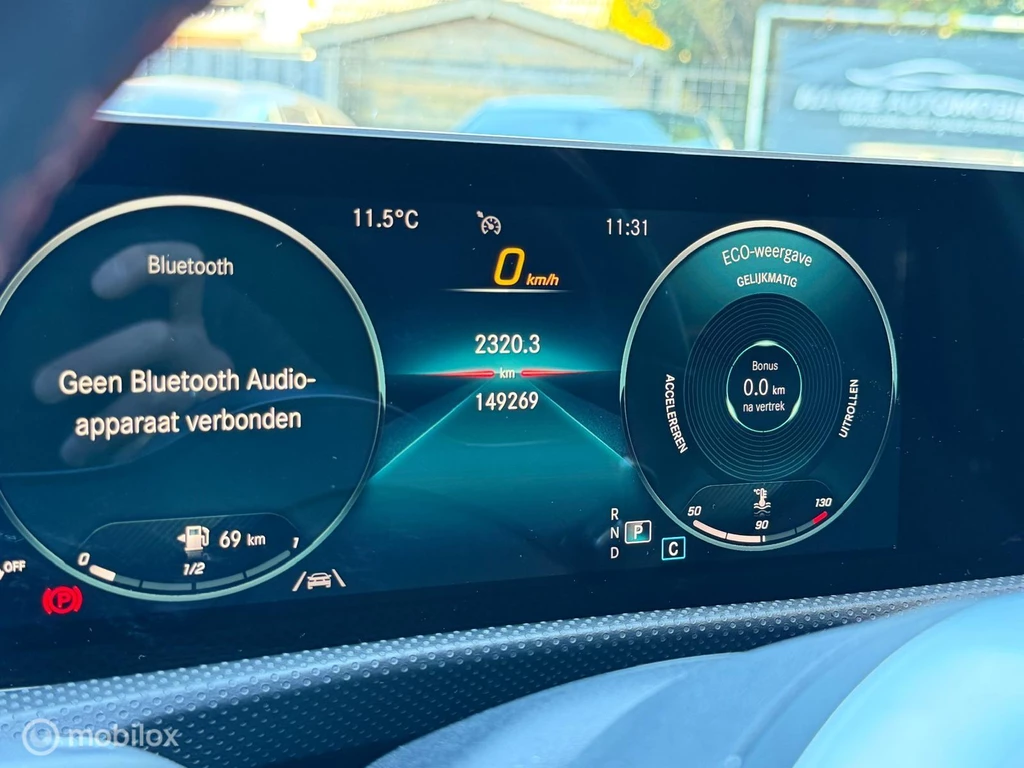 11.5°C
11:31
Bluetooth
0 km/h
ECO-weergave
GELIJKMATIG
2320.3
km
149269
Geen Bluetooth Audio-
apparaat verbonden
Bonus
0.0 km
na vertrek
ACCELEREREN
UITROLLEN
69 km
0
1/2
1
OFF
P
R
N
P
D
C
50
90
130
°C
mobilox